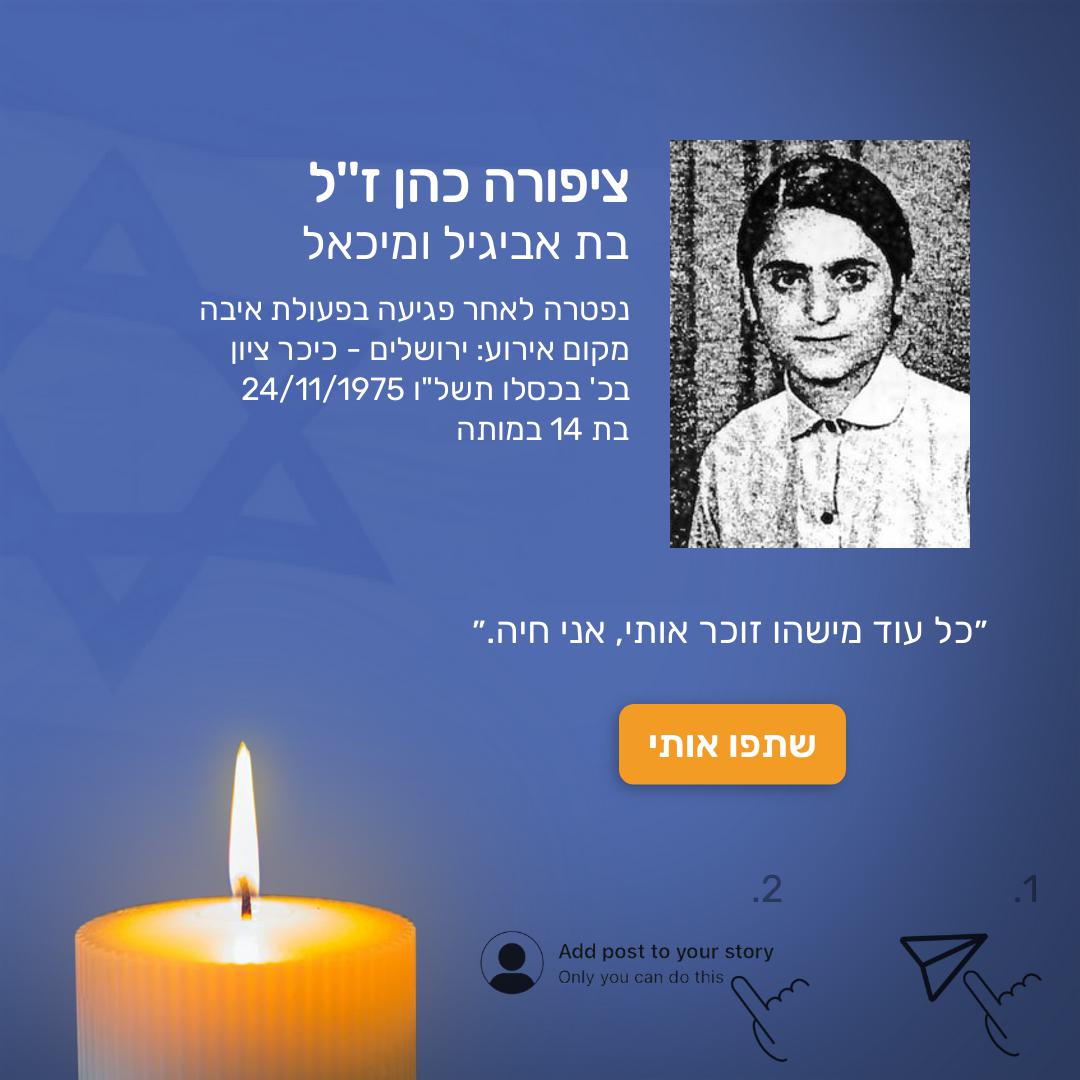 ציפורה כהן ז"ל
בת אביגיל ומיכאל
נפטרה לאחר פגיעה בפעולת איבה
מקום אירוע: ירושלים - כיכר ציון
בכ' בכסלו תשל"ו 24/11/1975
בת 14 במותה
״כל עוד מישהו זוכר אותי, אני חיה.״
שתפו אותי
1.
2.
Add post to your story
Only you can do this